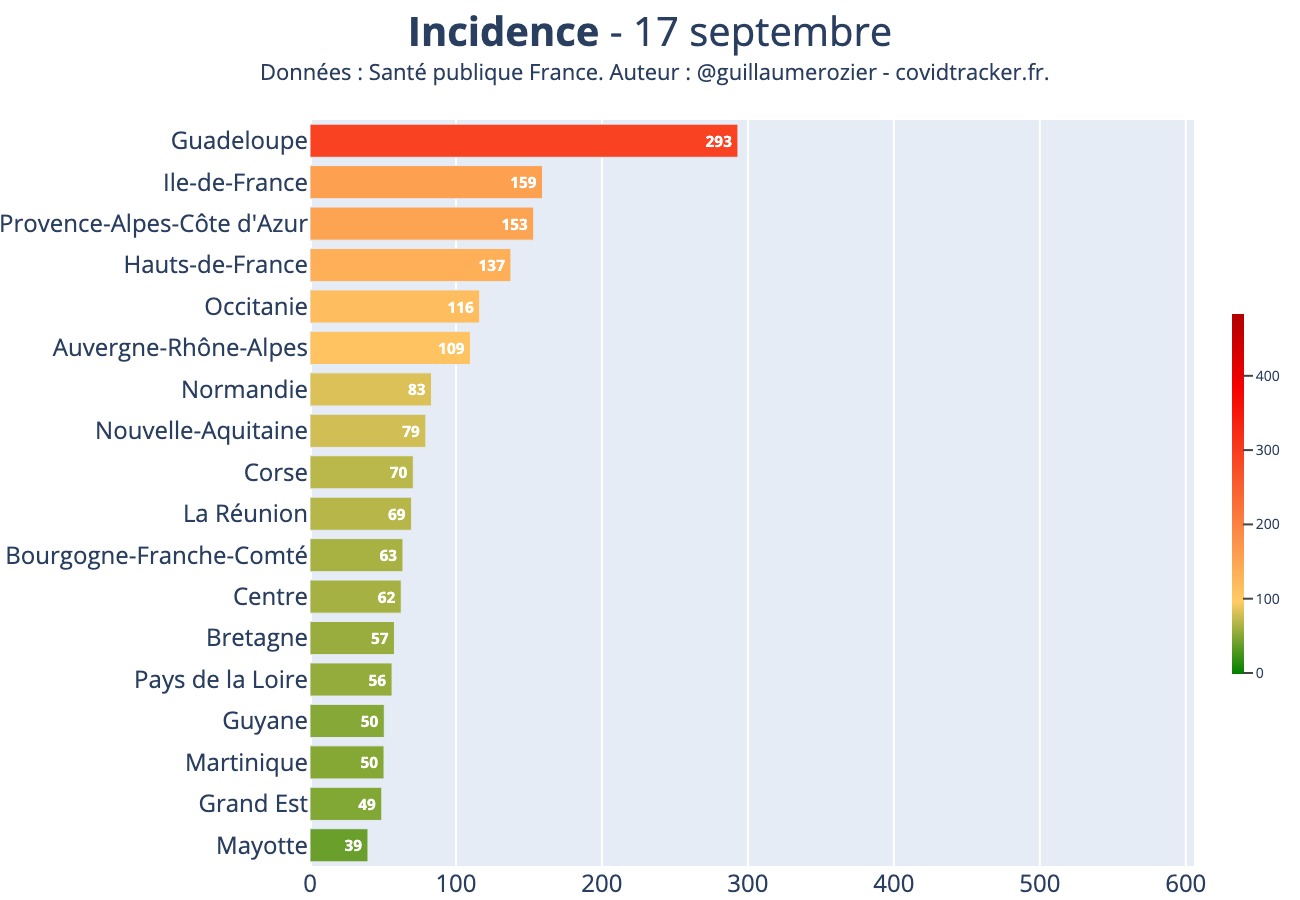 Incidence - 17 septembre
Données : Santé publique France. Auteur : @guillaumerozier - covidtracker.fr.
Guadeloupe 293
Ile-de-France 159
Provence-Alpes-Côte d'Azur 153
Hauts-de-France 137
Occitanie 116
Auvergne-Rhône-Alpes 109
Normandie 83
Nouvelle-Aquitaine 79
Corse 70
La Réunion 69
Bourgogne-Franche-Comté 63
Centre 62
Bretagne 57
Pays de la Loire 56
Guyane 50
Martinique 50
Grand Est 49
Mayotte 39
0 100 200 300 400 500 600
400
300
200
100
0